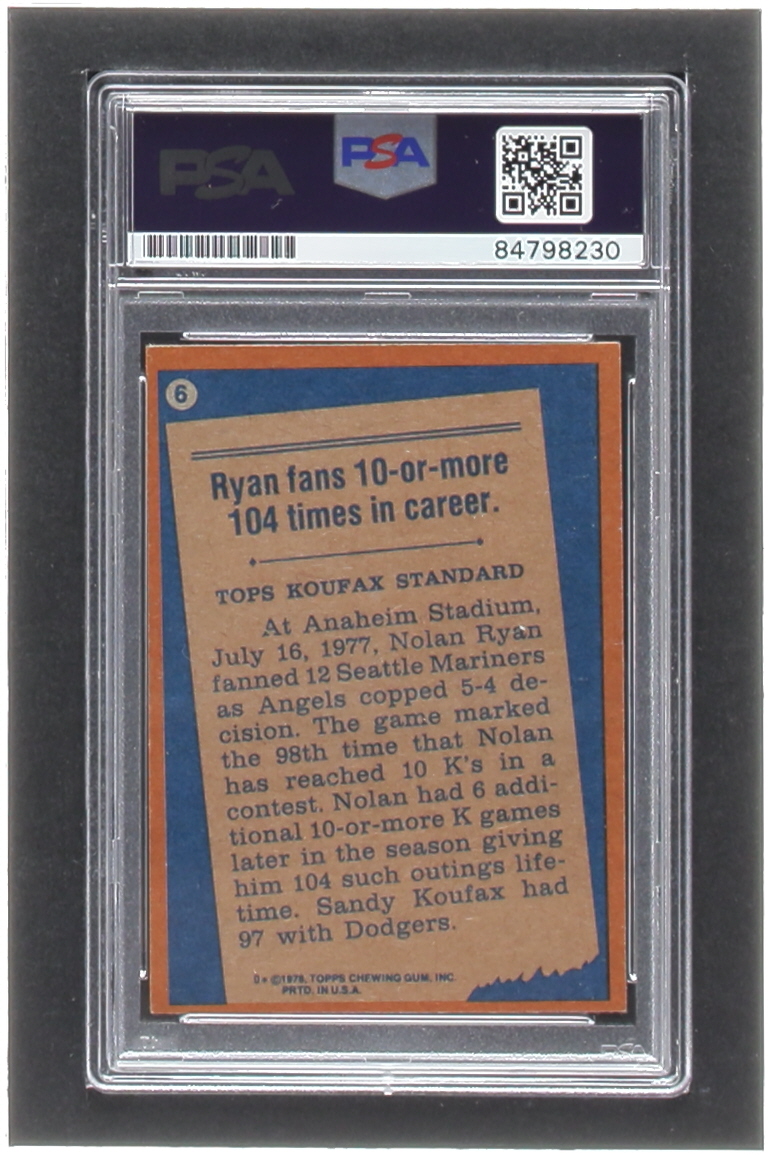 PSA
PSA
84798230
6
Ryan fans 10-or-more
104 times in career.
TOPS KOUFAX STANDARD
At Anaheim Stadium,
July 16, 1977, Nolan Ryan
fanned 12 Seattle Mariners
as Angels copped 5-4 de-
cision. The game marked
the 98th time that Nolan
has reached 10 K's in a
contest. Nolan had 6 addi-
tional 10-or-more K games
later in the season giving
him 104 such outings life-
time. Sandy Koufax had
97 with Dodgers.
D* ©1978, TOPPS CHEWING GUM, INC.
PRTD. IN U.S.A.
PSA